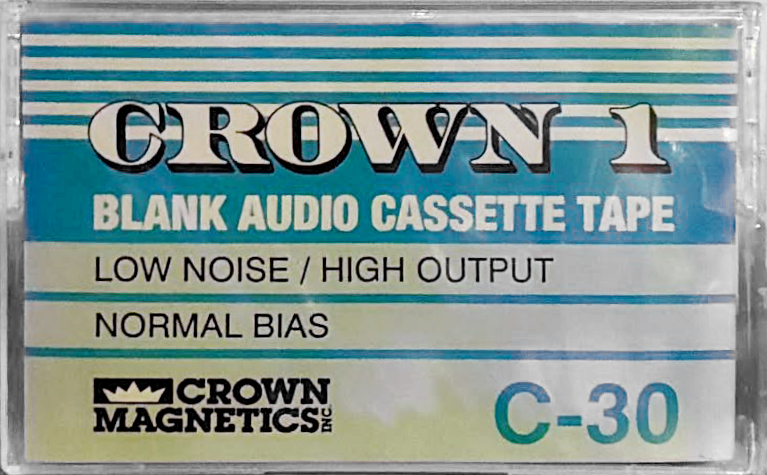 CROWN 1
BLANK AUDIO CASSETTE TAPE
LOW NOISE / HIGH OUTPUT
NORMAL BIAS
CROWN
MAGNETICS INC.
C-30